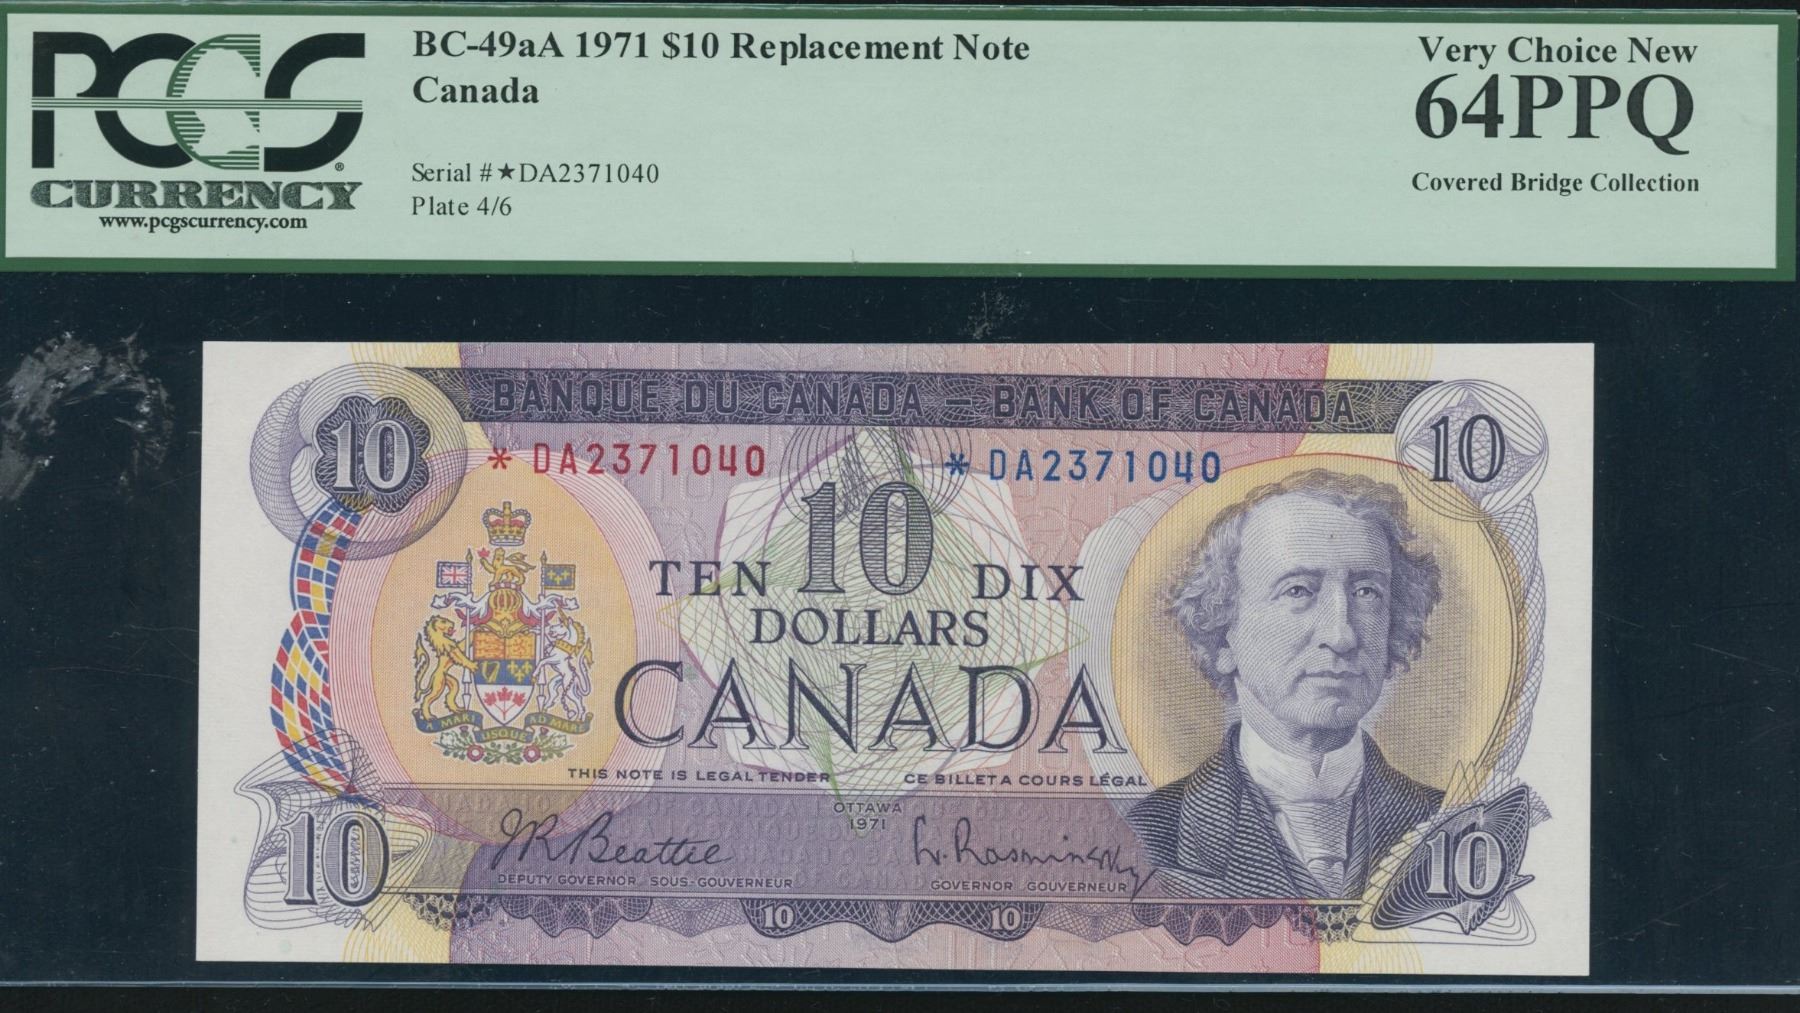 PCGS
CURRENCY
www.pcgscurrency.com
BC-49aA 1971 $10 Replacement Note
Canada
Serial #★DA2371040
Plate 4/6
Very Choice New
64PPQ
Covered Bridge Collection
BANQUE DU CANADA — BANK OF CANADA
10
10
* DA2371040
* DA2371040
10
TEN DIX
DOLLARS
CANADA
A MARI USQUE AD MARE
THIS NOTE IS LEGAL TENDER
CE BILLET A COURS LÉGAL
OTTAWA
1971
J R Beattie
L. Rasminsky
DEPUTY GOVERNOR SOUS-GOUVERNEUR
GOVERNOR GOUVERNEUR
10
10
10
10